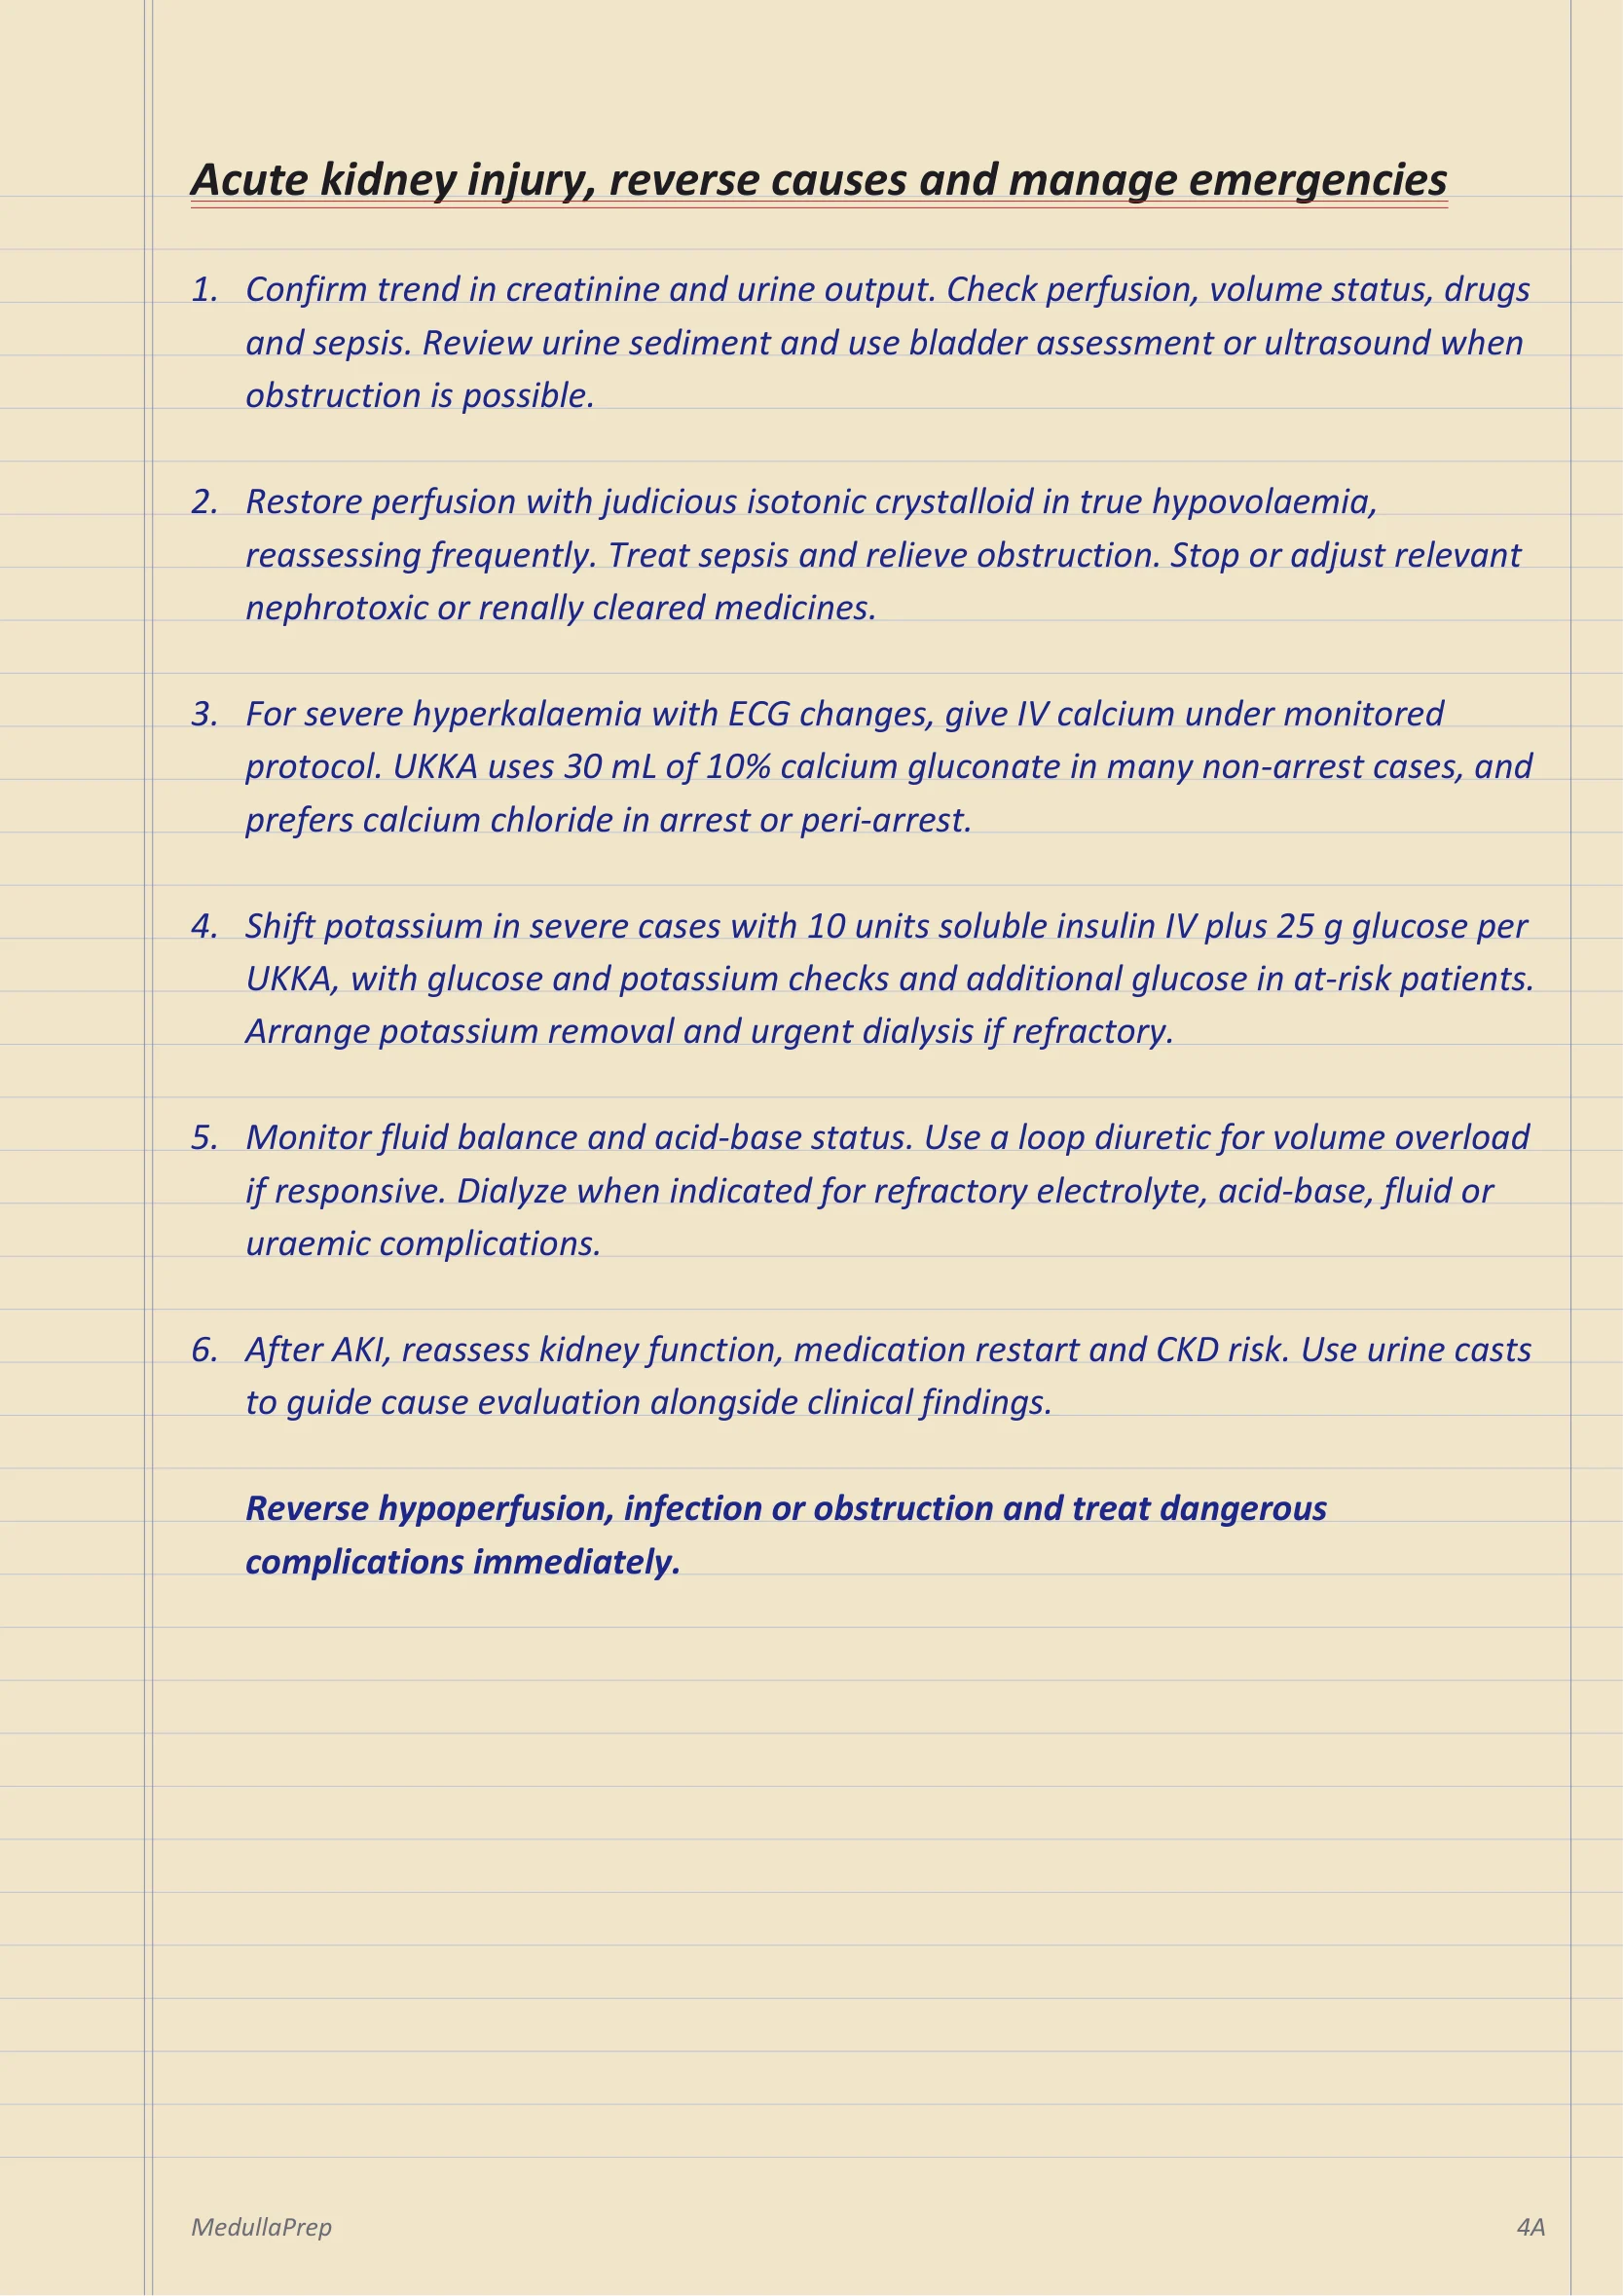 Acute kidney injury, reverse causes and manage emergencies
1. Confirm trend in creatinine and urine output. Check perfusion, volume status, drugs
and sepsis. Review urine sediment and use bladder assessment or ultrasound when
obstruction is possible.
2. Restore perfusion with judicious isotonic crystalloid in true hypovolaemia,
reassessing frequently. Treat sepsis and relieve obstruction. Stop or adjust relevant
nephrotoxic or renally cleared medicines.
3. For severe hyperkalaemia with ECG changes, give IV calcium under monitored
protocol. UKKA uses 30 mL of 10% calcium gluconate in many non-arrest cases, and
prefers calcium chloride in arrest or peri-arrest.
4. Shift potassium in severe cases with 10 units soluble insulin IV plus 25 g glucose per
UKKA, with glucose and potassium checks and additional glucose in at-risk patients.
Arrange potassium removal and urgent dialysis if refractory.
5. Monitor fluid balance and acid-base status. Use a loop diuretic for volume overload
if responsive. Dialyze when indicated for refractory electrolyte, acid-base, fluid or
uraemic complications.
6. After AKI, reassess kidney function, medication restart and CKD risk. Use urine casts
to guide cause evaluation alongside clinical findings.
Reverse hypoperfusion, infection or obstruction and treat dangerous
complications immediately.
MedullaPrep
4A